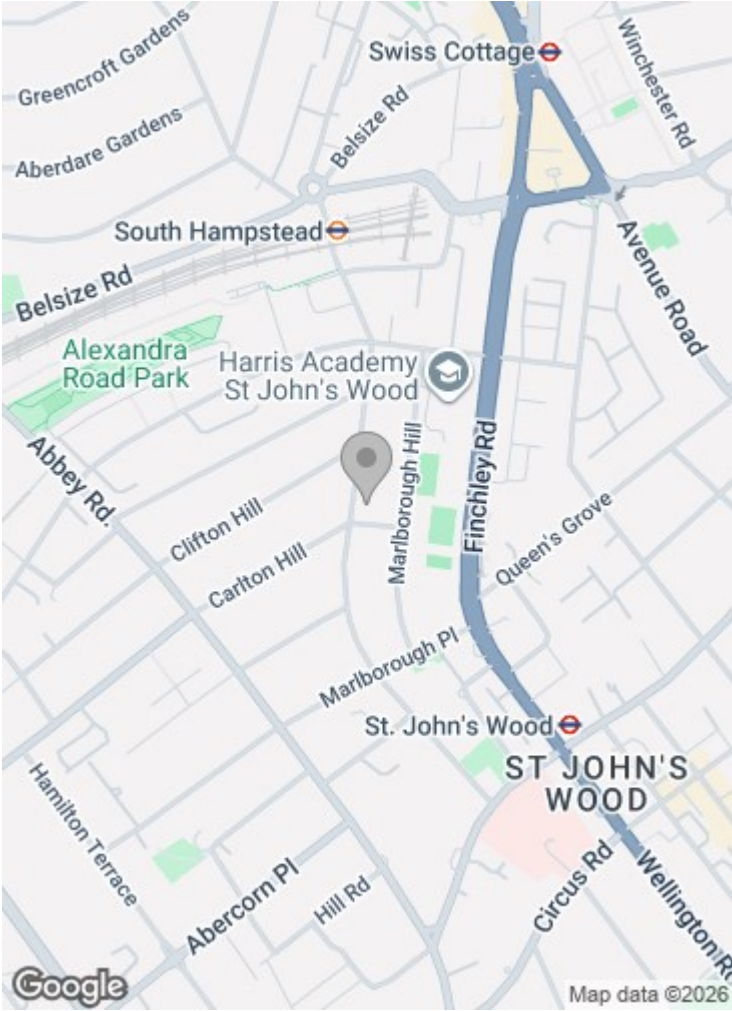 Swiss Cottage
Greencroft Gardens
Winchester Rd
Belsize Rd
Aberdare Gardens
South Hampstead
Avenue Road
Belsize Rd
Alexandra
Road Park
Harris Academy
St John's Wood
Abbey Rd.
Marlborough Hill
Finchley Rd
Clifton Hill
Queen's Grove
Carlton Hill
Marlborough Pl
St. John's Wood
ST JOHN'S
WOOD
Hamilton Terrace
Abercorn Pl
Hill Rd
Circus Rd
Wellington R
Google
Map data ©2026